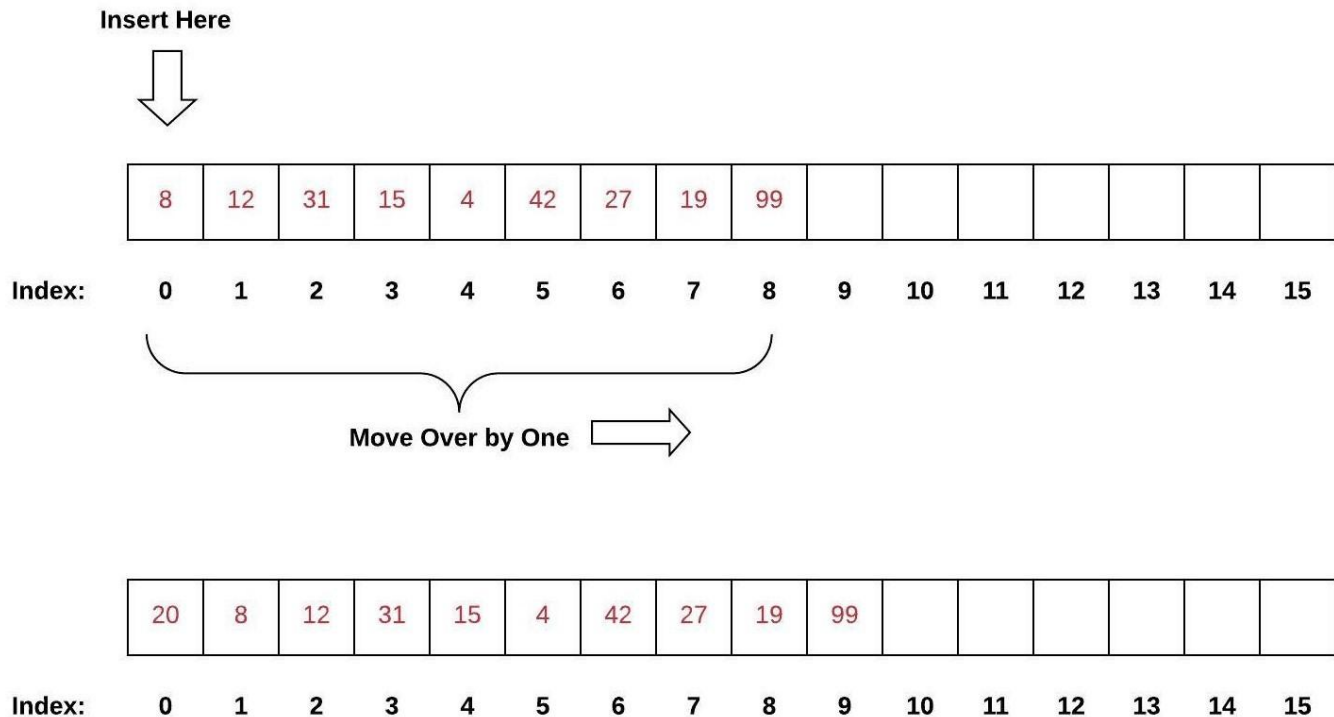 Insert Here
8 12 31 15 4 42 27 19 99
Index: 0 1 2 3 4 5 6 7 8 9 10 11 12 13 14 15
Move Over by One
20 8 12 31 15 4 42 27 19 99
Index: 0 1 2 3 4 5 6 7 8 9 10 11 12 13 14 15